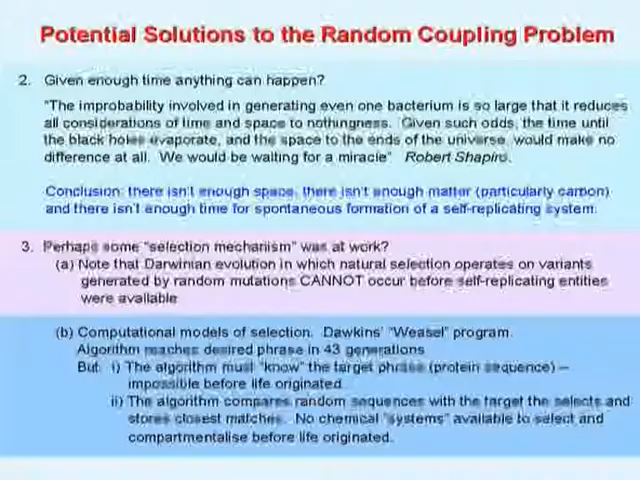 Potential Solutions to the Random Coupling Problem
2. Given enough time anything can happen?
"The improbability involved in generating even one bacterium is so large that it reduces
all considerations of time and space to nothingness. Given such odds, the time until
the black holes evaporate, and the space to the ends of the universe, would make no
difference at all. We would be waiting for a miracle" Robert Shapiro.
Conclusion: there isn't enough space, there isn't enough matter (particularly carbon)
and there isn't enough time for spontaneous formation of a self-replicating system.
3. Perhaps some "selection mechanism" was at work?
(a) Note that Darwinian evolution in which natural selection operates on variants
generated by random mutations CANNOT occur before self-replicating entities
were available
(b) Computational models of selection. Dawkins' "Weasel" program.
Algorithm reaches desired phrase in 43 generations
But i) The algorithm must "know" the target phrase (protein sequence) –
impossible before life originated
ii) The algorithm compares random sequences with the target the selects and
stores closest matches. No chemical "systems" available to select and
compartmentalise before life originated.